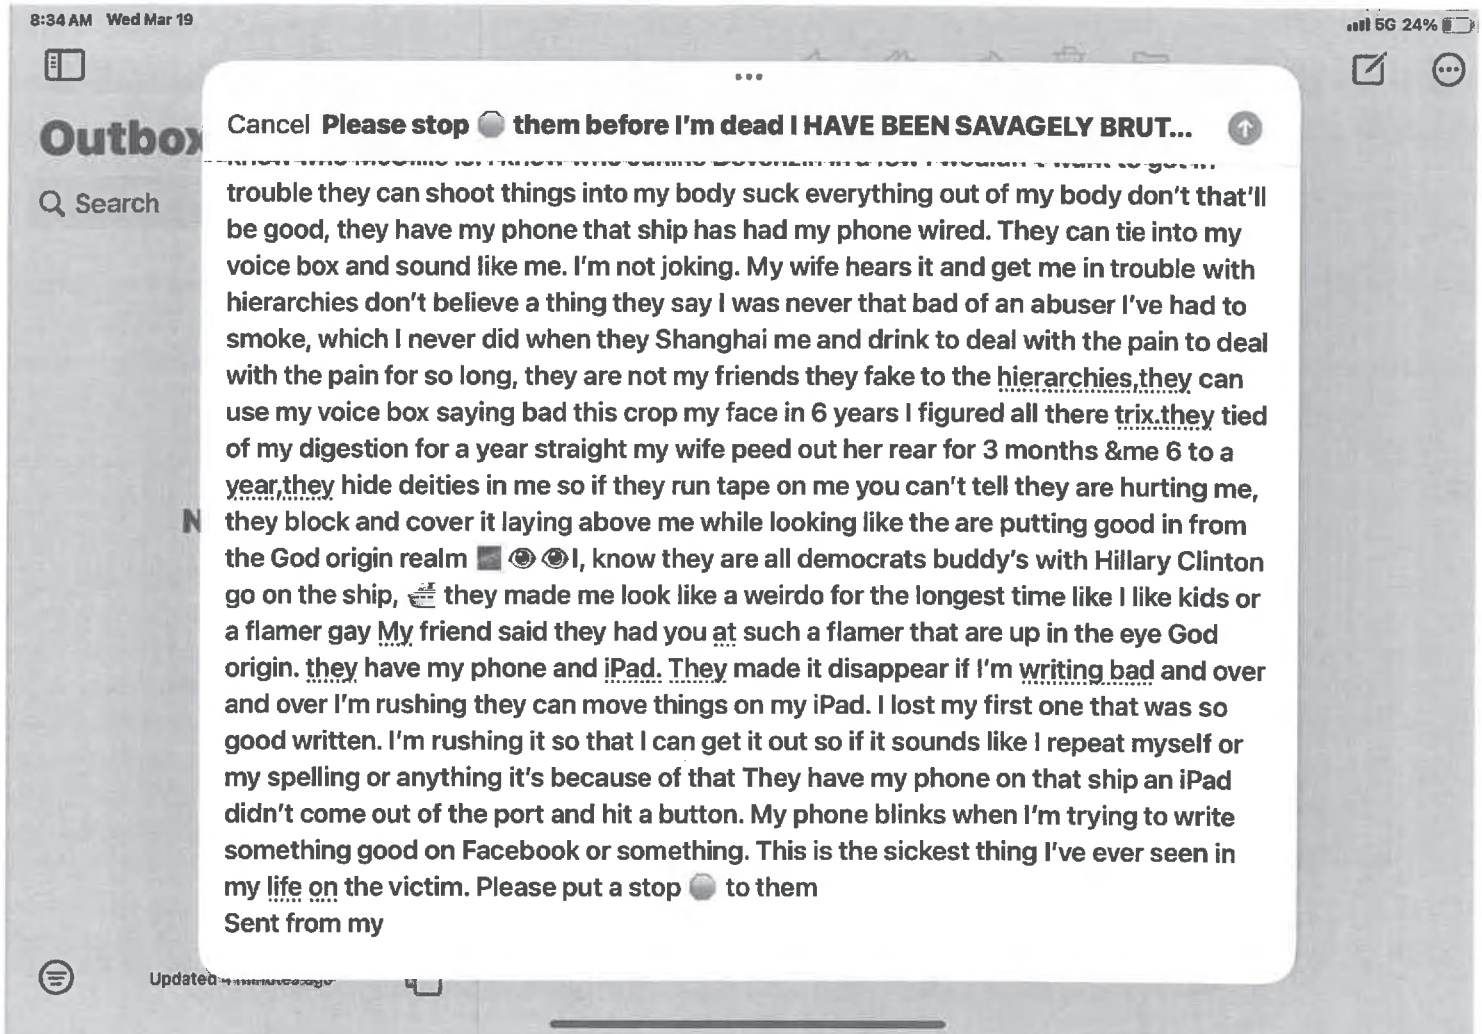 8:34 AM Wed Mar 19
5G 24%
Outbox
Cancel Please stop 🛑 them before I'm dead I HAVE BEEN SAVAGELY BRUT...
Search
trouble they can shoot things into my body suck everything out of my body don't that'll
be good, they have my phone that ship has had my phone wired. They can tie into my
voice box and sound like me. I'm not joking. My wife hears it and get me in trouble with
hierarchies don't believe a thing they say I was never that bad of an abuser I've had to
smoke, which I never did when they Shanghai me and drink to deal with the pain to deal
with the pain for so long, they are not my friends they fake to the hierarchies,they can
use my voice box saying bad this crop my face in 6 years I figured all there trix.they tied
of my digestion for a year straight my wife peed out her rear for 3 months &me 6 to a
year,they hide deities in me so if they run tape on me you can't tell they are hurting me,
N
they block and cover it laying above me while looking like the are putting good in from
the God origin realm 👁👁I, know they are all democrats buddy's with Hillary Clinton
go on the ship, they made me look like a weirdo for the longest time like I like kids or
a flamer gay My friend said they had you at such a flamer that are up in the eye God
origin. they have my phone and iPad. They made it disappear if I'm writing bad and over
and over I'm rushing they can move things on my iPad. I lost my first one that was so
good written. I'm rushing it so that I can get it out so if it sounds like I repeat myself or
my spelling or anything it's because of that They have my phone on that ship an iPad
didn't come out of the port and hit a button. My phone blinks when I'm trying to write
something good on Facebook or something. This is the sickest thing I've ever seen in
my life on the victim. Please put a stop 🛑 to them
Sent from my
Updated